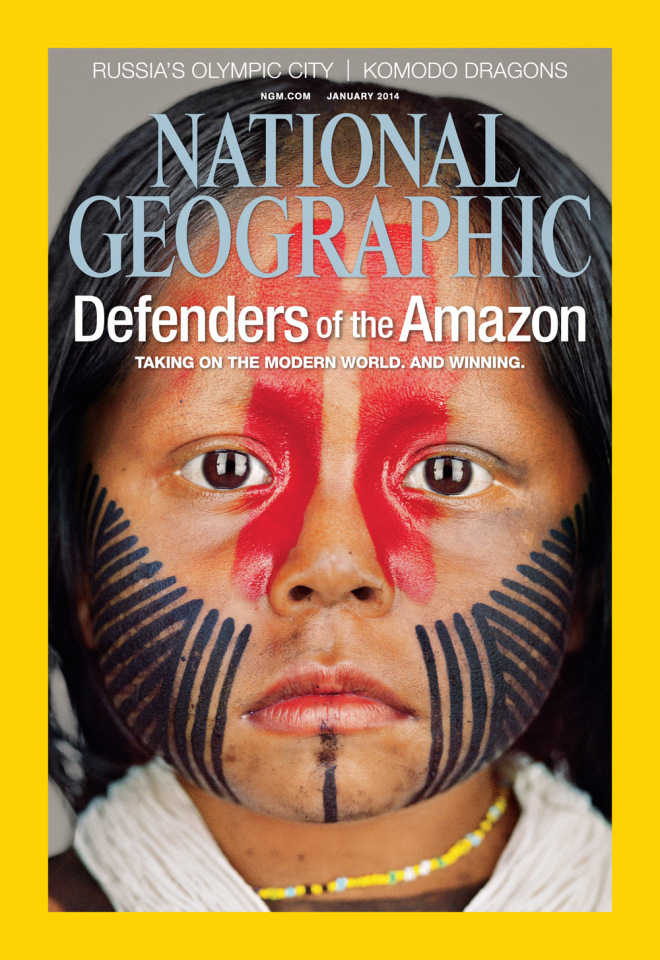 RUSSIA'S OLYMPIC CITY | KOMODO DRAGONS
NGM.COM JANUARY 2014
NATIONAL
GEOGRAPHIC
Defenders of the Amazon
TAKING ON THE MODERN WORLD. AND WINNING.